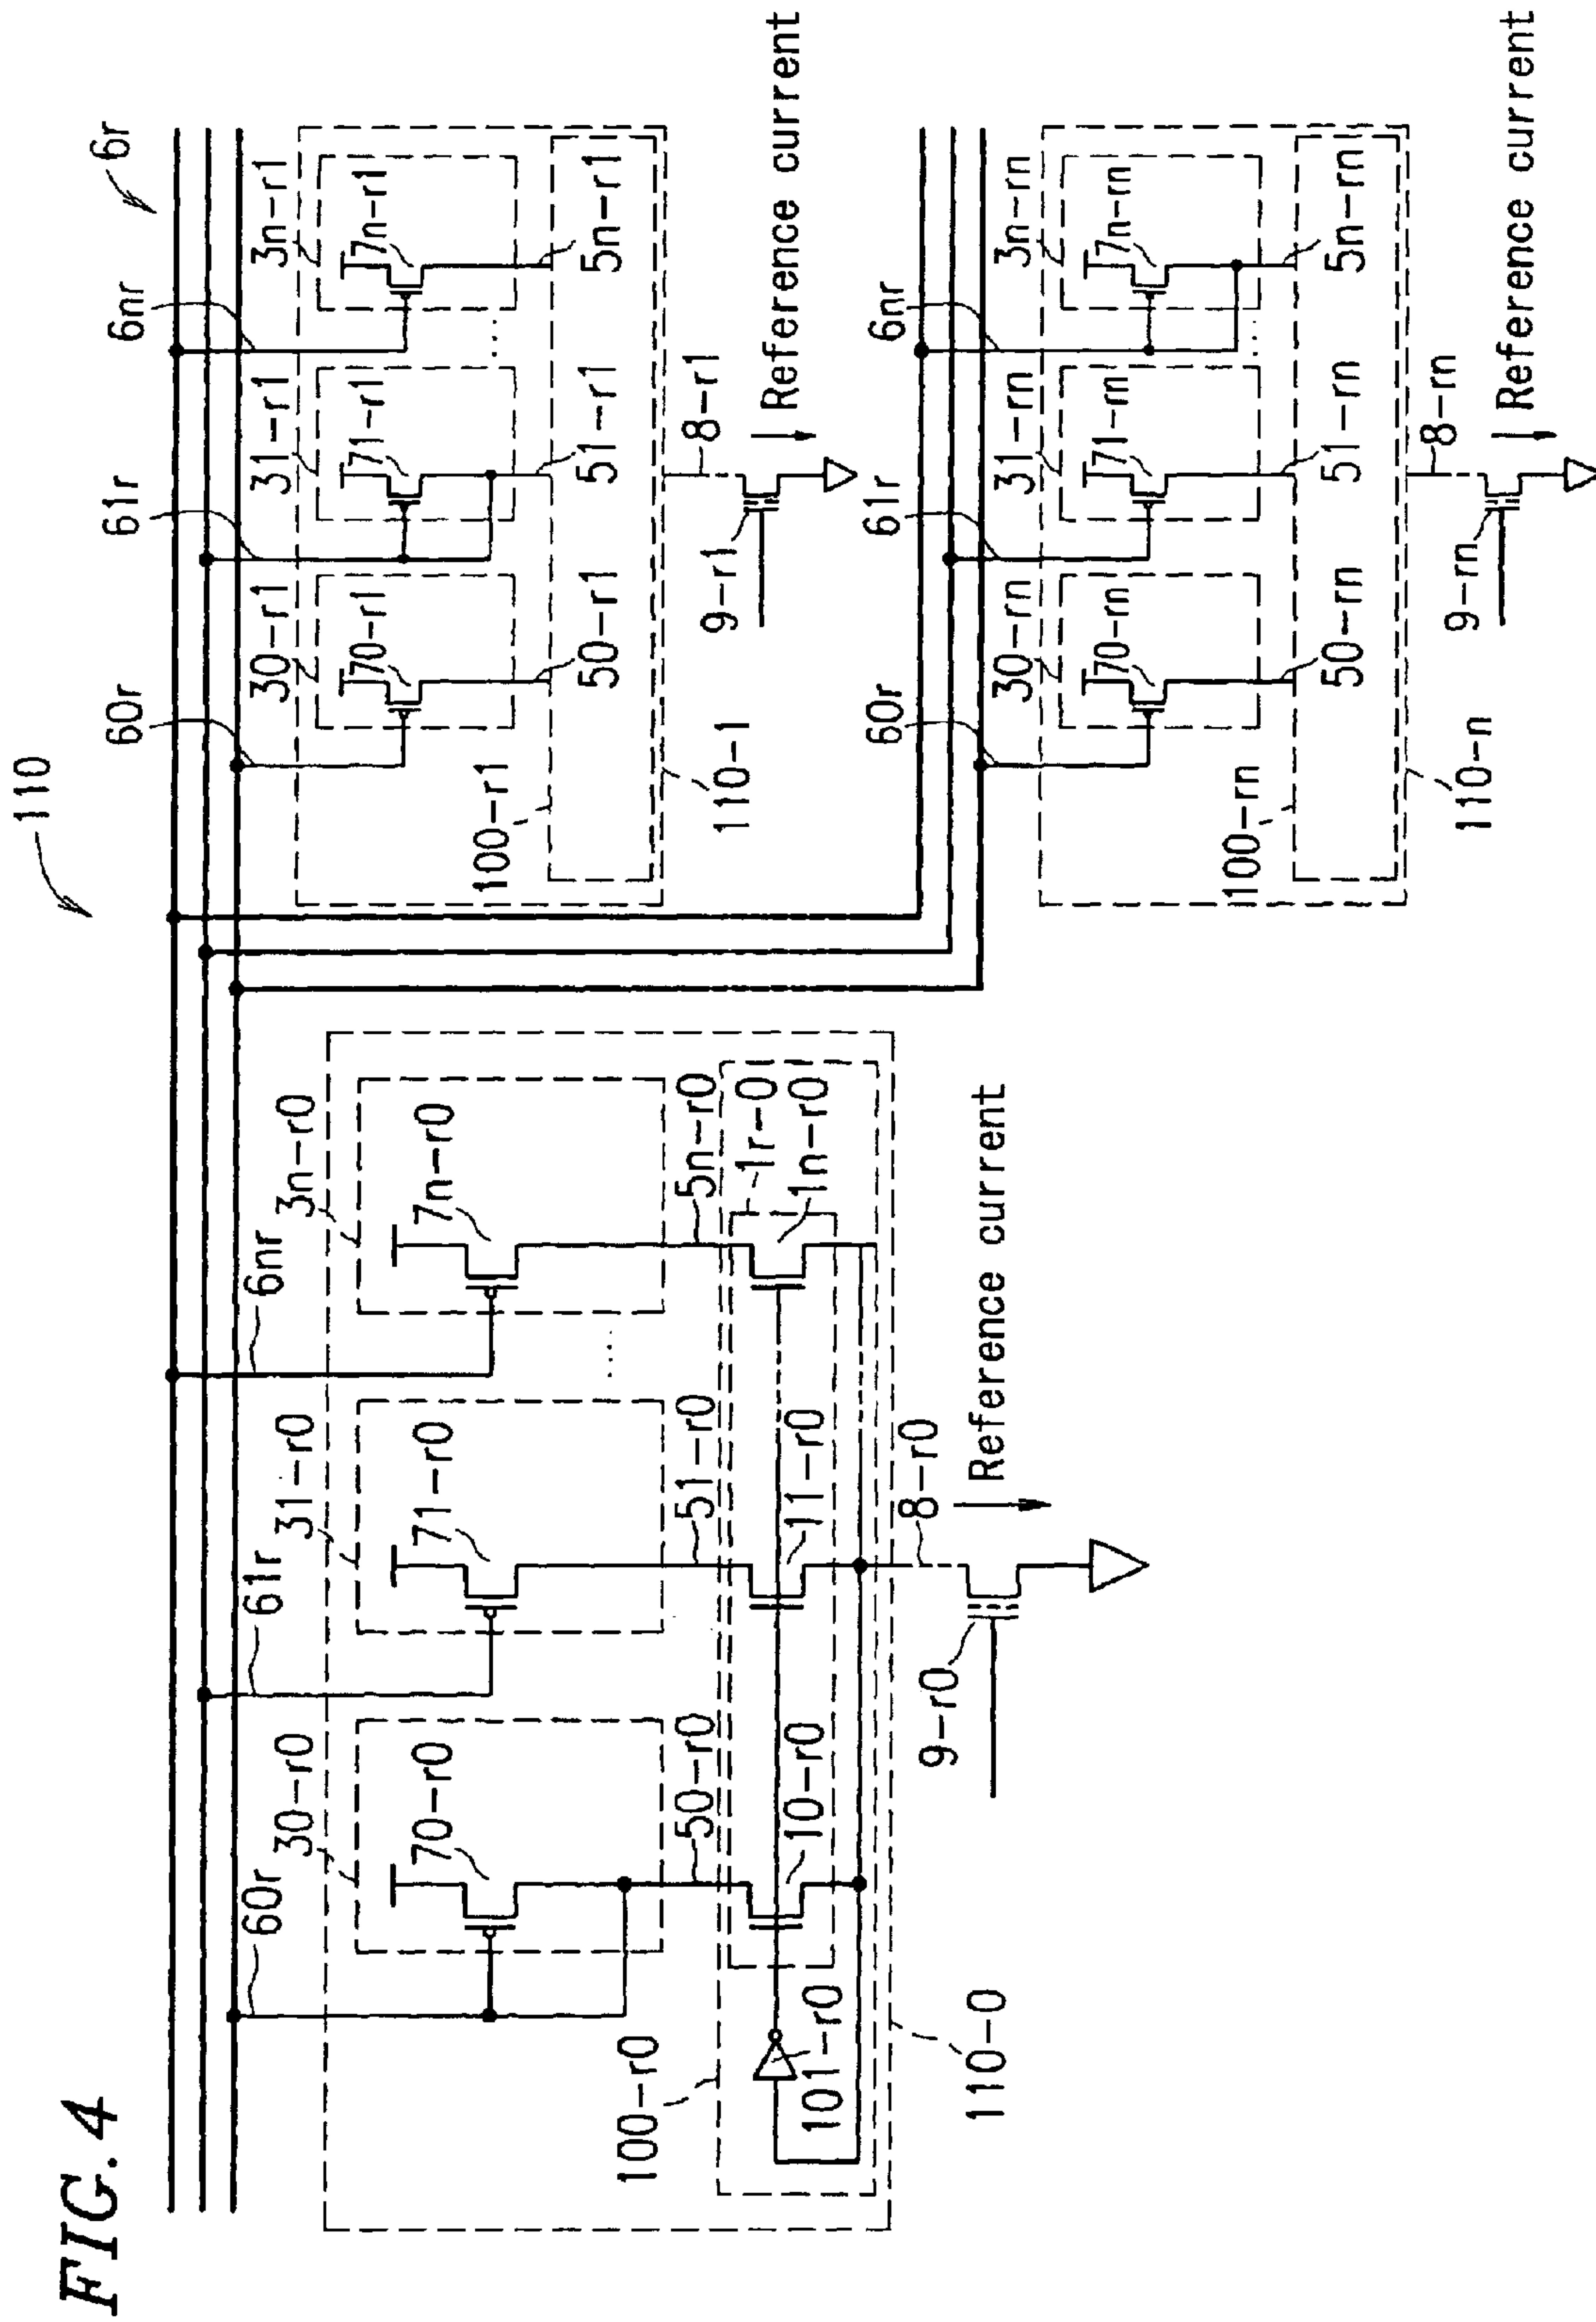 FIG. 4
110
6r
60r
61r
6nr
30-r0
31-r0
3n-r0
70-r0
71-r0
7n-r0
50-r0
51-r0
5n-r0
1r-0
1n-r0
10-r0
11-r0
100-r0
101-r0
110-0
8-r0
9-r0
Reference current
60r
61r
6nr
30-r1
31-r1
3n-r1
70-r1
71-r1
7n-r1
50-r1
51-r1
5n-r1
100-r1
110-1
8-r1
9-r1
Reference current
60r
61r
6nr
30-rn
31-rn
3n-rn
70-rn
71-rn
7n-rn
50-rn
51-rn
5n-rn
100-rn
110-n
8-rn
9-rn
Reference current